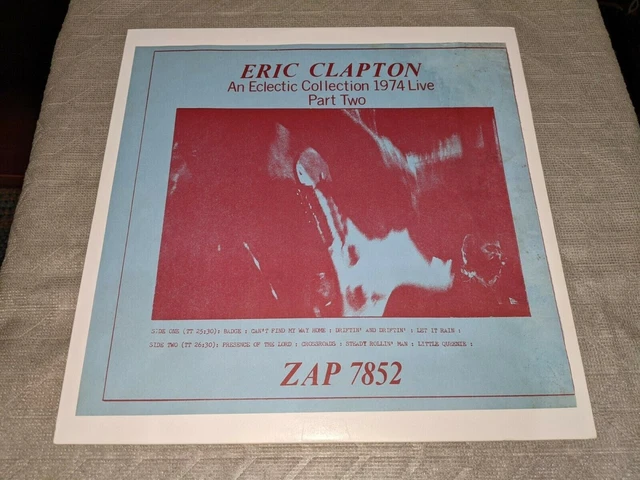 ERIC CLAPTON
An Eclectic Collection 1974 Live
Part Two
SIDE ONE (TT 25:30): BADGE : CAN'T FIND MY WAY HOME : DRIFTIN' AND DRIFTIN' : LET IT RAIN :
SIDE TWO (TT 26:30): PRESENCE OF THE LORD : CROSSROADS : STEADY ROLLIN' MAN : LITTLE QUEENIE :
ZAP 7852